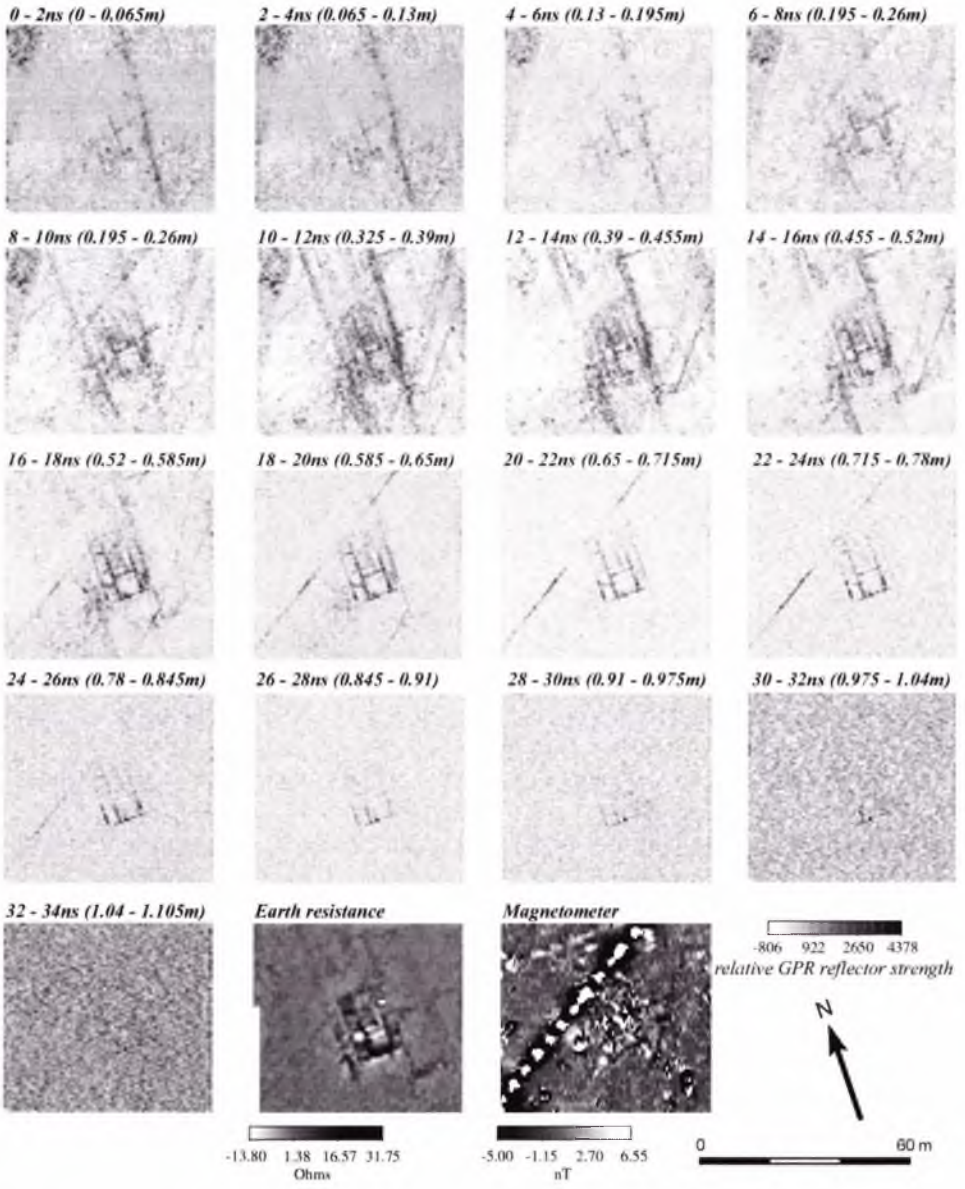 0 - 2ns (0 - 0.065m)
2 - 4ns (0.065 - 0.13m)
4 - 6ns (0.13 - 0.195m)
6 - 8ns (0.195 - 0.26m)
8 - 10ns (0.195 - 0.26m)
10 - 12ns (0.325 - 0.39m)
12 - 14ns (0.39 - 0.455m)
14 - 16ns (0.455 - 0.52m)
16 - 18ns (0.52 - 0.585m)
18 - 20ns (0.585 - 0.65m)
20 - 22ns (0.65 - 0.715m)
22 - 24ns (0.715 - 0.78m)
24 - 26ns (0.78 - 0.845m)
26 - 28ns (0.845 - 0.91)
28 - 30ns (0.91 - 0.975m)
30 - 32ns (0.975 - 1.04m)
32 - 34ns (1.04 - 1.105m)
Earth resistance
Magnetometer
-806 922 2650 4378
relative GPR reflector strength
N
-13.80 1.38 16.57 31.75
Ohms
-5.00 -1.15 2.70 6.55
nT
0 60 m